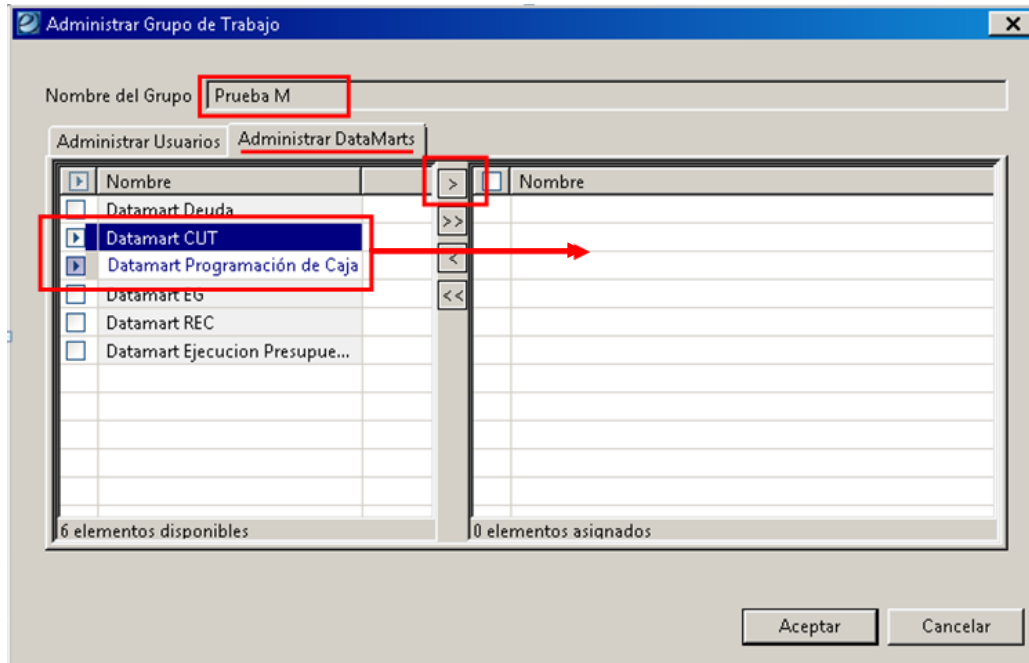 Administrar Grupo de Trabajo
Nombre del Grupo Prueba M
Administrar Usuarios Administrar DataMarts
Nombre > Nombre
Datamart Deuda
>>
Datamart CUT
<
Datamart Programación de Caja
Datamart EG
<<
Datamart REC
Datamart Ejecucion Presupue...
6 elementos disponibles 0 elementos asignados
Aceptar Cancelar